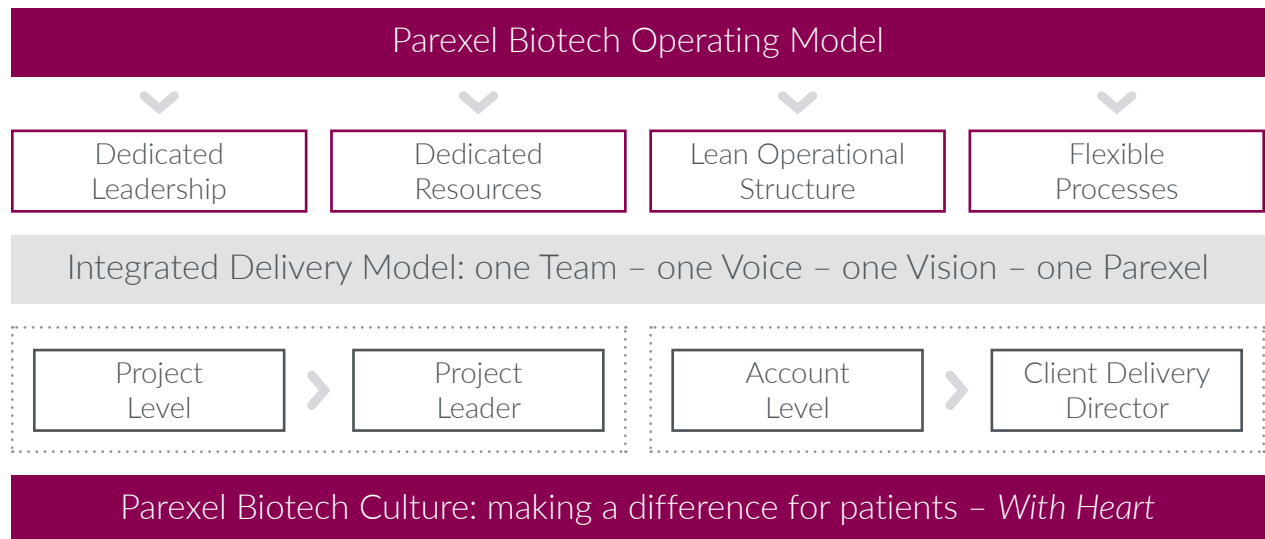 Parexel Biotech Operating Model
Dedicated
Leadership
Dedicated
Resources
Lean Operational
Structure
Flexible
Processes
Integrated Delivery Model: one Team – one Voice – one Vision – one Parexel
Project
Level
Project
Leader
Account
Level
Client Delivery
Director
Parexel Biotech Culture: making a difference for patients – With Heart